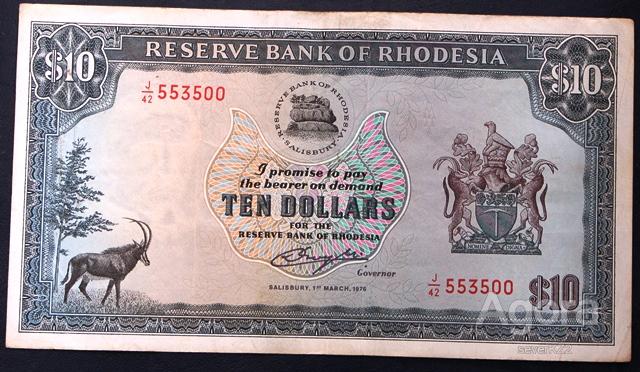 $10
RESERVE BANK OF RHODESIA
$10
J/42 553500
RESERVE BANK OF RHODESIA
SALISBURY
I promise to pay
the bearer on demand
TEN DOLLARS
FOR THE
RESERVE BANK OF RHODESIA
Governor
SALISBURY, 1ST MARCH, 1976
J/42 553500
$10
Agora